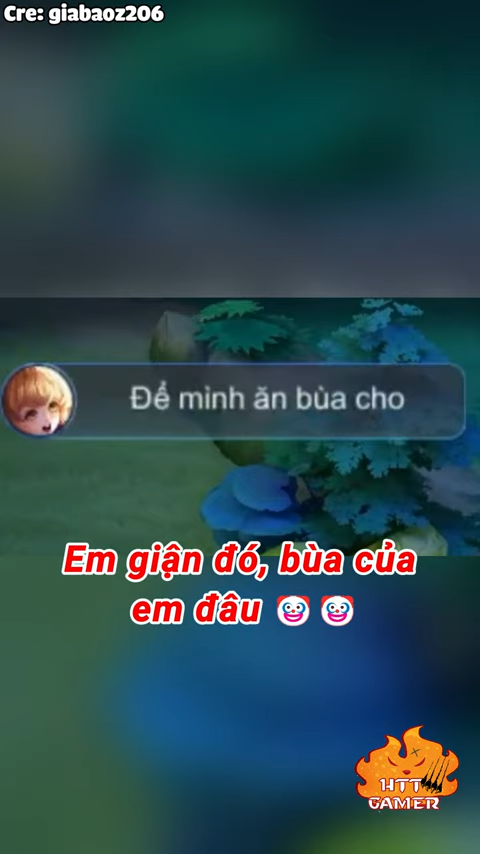 Cre: giabaoz206
Để mình ăn bùa cho
Em giận đó, bùa của
em đâu 🤡 🤡
HTT
GAMER